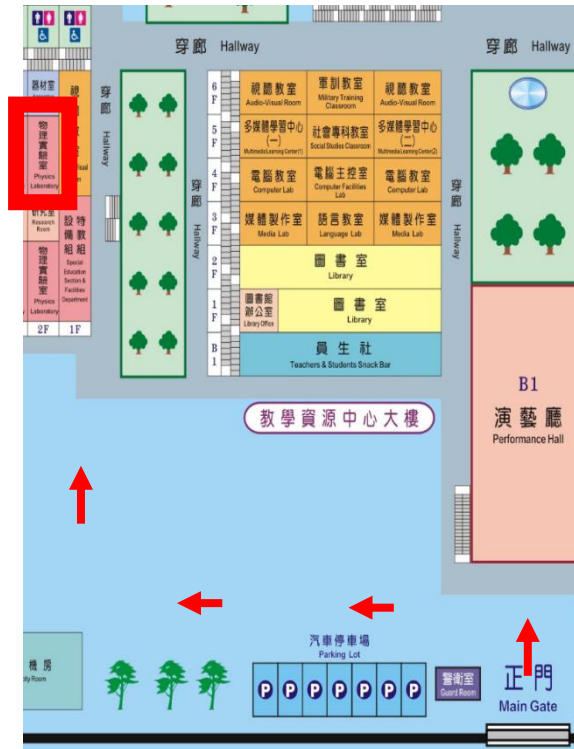 穿廊 Hallway
穿廊 Hallway
器材室
視
教
室
物理實驗室
Physics
Laboratory
研究室
Research
Room
物理實驗室
Physics
Laboratory
設備組
特教組
Special
Education
Section &
Facilities
Department
2F
1F
穿廊 Hallway
6F
視聽教室
Audio-Visual Room
軍訓教室
Military Training
Classroom
視聽教室
Audio-Visual Room
5F
多媒體學習中心
(一)
Multimedia Learning Center(1)
社會專科教室
Social Studies Classroom
多媒體學習中心
(二)
Multimedia Learning Center(2)
4F
電腦教室
Computer Lab
電腦主控室
Computer Facilities
Lab
電腦教室
Computer Lab
3F
媒體製作室
Media Lab
語言教室
Language Lab
媒體製作室
Media Lab
2F
圖書室
Library
1F
圖書館
辦公室
Library Office
圖書室
Library
B1
員生社
Teachers & Students Snack Bar
穿廊 Hallway
穿廊 Hallway
教學資源中心大樓
B1
演藝廳
Performance Hall
機房
ty Room
汽車停車場
Parking Lot
P P P P P P P
警衛室
Guard Room
正門
Main Gate